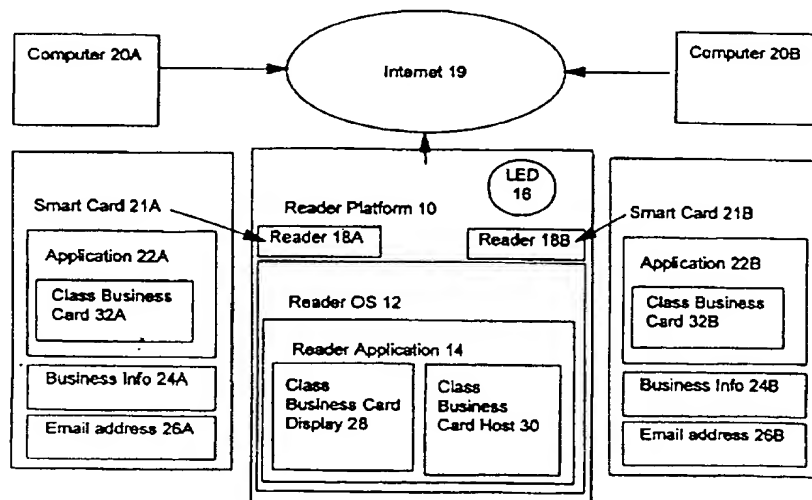 Computer 20A
Internet 19
Computer 20B
LED
16
Smart Card 21A
Reader Platform 10
Smart Card 21B
Reader 18A
Reader 18B
Application 22A
Class Business
Card 32A
Business Info 24A
Email address 26A
Reader OS 12
Reader Application 14
Class
Business Card
Display 28
Class
Business
Card Host 30
Application 22B
Class Business
Card 32B
Business Info 24B
Email address 26B